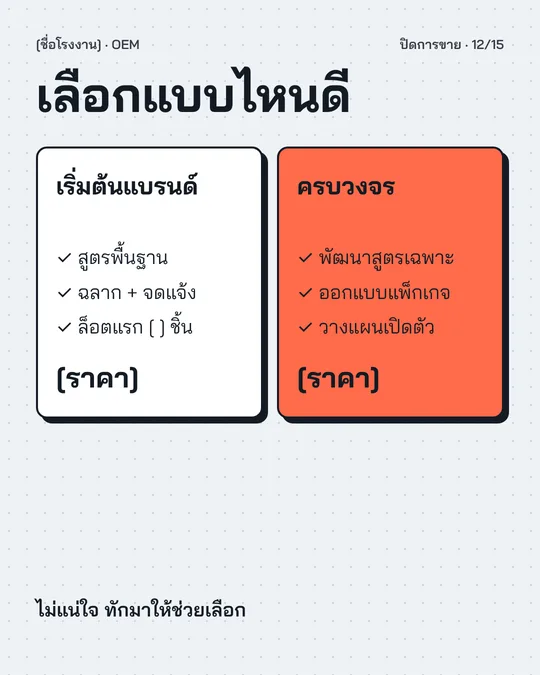 [ชื่อโรงงาน] · OEM
ปิดการขาย · 12/15
เลือกแบบไหนดี
เริ่มต้นแบรนด์
✓ สูตรพื้นฐาน
✓ ฉลาก + จดแจ้ง
✓ ล็อตแรก [ ] ชิ้น
[ราคา]
ครบวงจร
✓ พัฒนาสูตรเฉพาะ
✓ ออกแบบแพ็กเกจ
✓ วางแผนเปิดตัว
[ราคา]
ไม่แน่ใจ ทักมาให้ช่วยเลือก